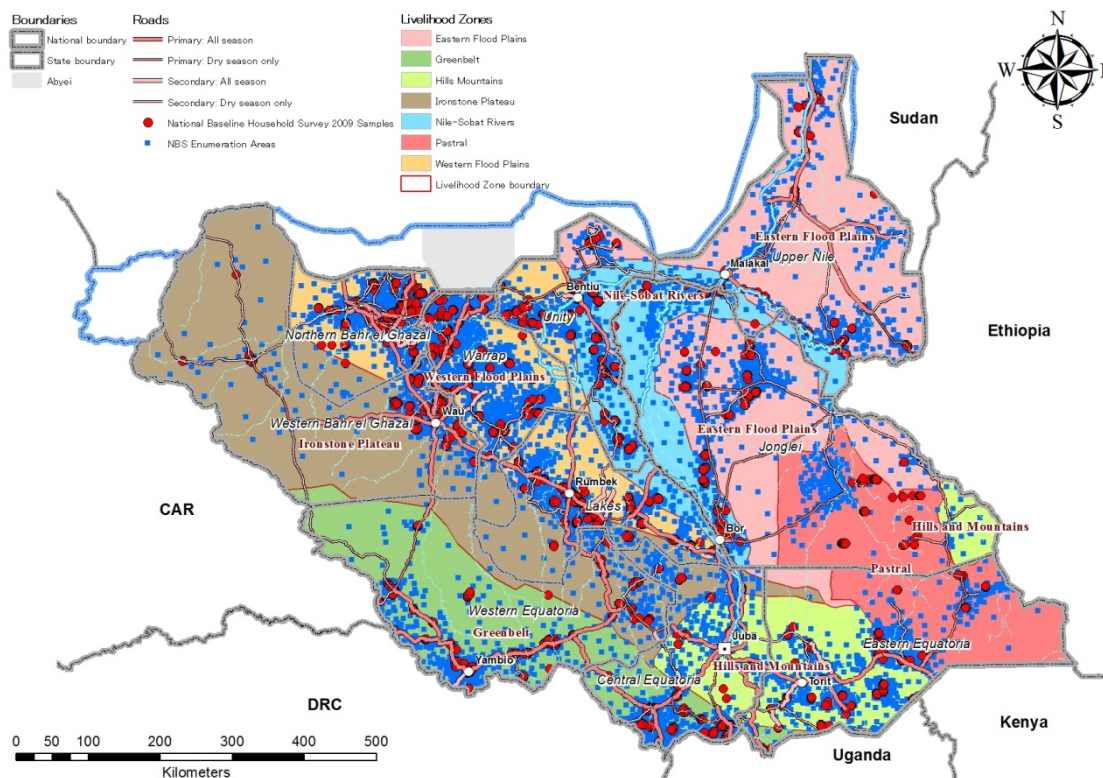 Boundaries
National boundary
State boundary
Abyei
Roads
Primary: All season
Primary: Dry season only
Secondary: All season
Secondary: Dry season only
National Baseline Household Survey 2009 Samples
NBS Enumeration Areas
Livelihood Zones
Eastern Flood Plains
Greenbelt
Hills Mountains
Ironstone Plateau
Nile-Sobat Rivers
Pastral
Western Flood Plains
Livelihood Zone boundary
N
W
E
S
Sudan
Eastern Flood Plains
Upper Nile
Malakal
Bentiu
Nile-Sobat Rivers
Unity
Ethiopia
Northern Bahr el Ghazal
Warrap
Western Flood Plains
Wau
Western Bahr el Ghazal
Ironstone Plateau
Eastern Flood Plains
Jonglei
Rumbek
Lakes
CAR
Bor
Hills and Mountains
Pastral
Western Equatoria
Greenbelt
Juba
Eastern Equatoria
Hills and Mountains
Yambio
Central Equatoria
Torit
DRC
Kenya
Uganda
0 50 100 200 300 400 500
Kilometers